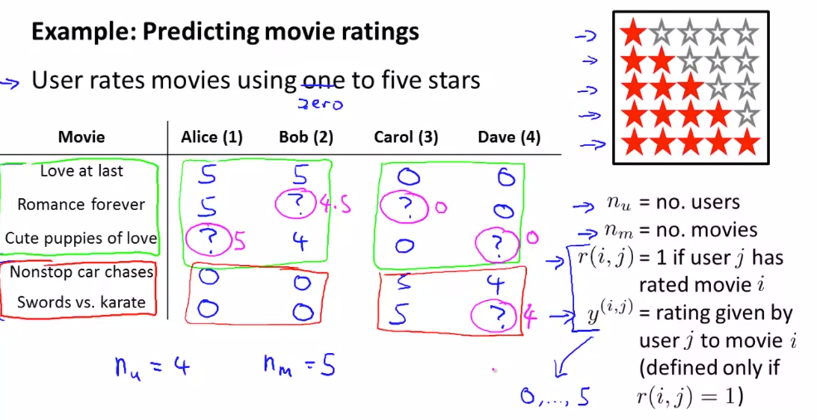 Example: Predicting movie ratings
→ User rates movies using one to five stars
zero
Movie Alice (1) Bob (2) Carol (3) Dave (4)
Love at last 5 5 0 0
Romance forever 5 ? 4.5 ? 0 0
Cute puppies of love ? 5 4 0 ? 0
Nonstop car chases 0 0 5 4
Swords vs. karate 0 0 5 ? 4
n_u = 4 n_m = 5
→ n_u = no. users
→ n_m = no. movies
→ r(i, j) = 1 if user j has
rated movie i
→ y^(i,j) = rating given by
user j to movie i
(defined only if
r(i, j) = 1)
0, ..., 5